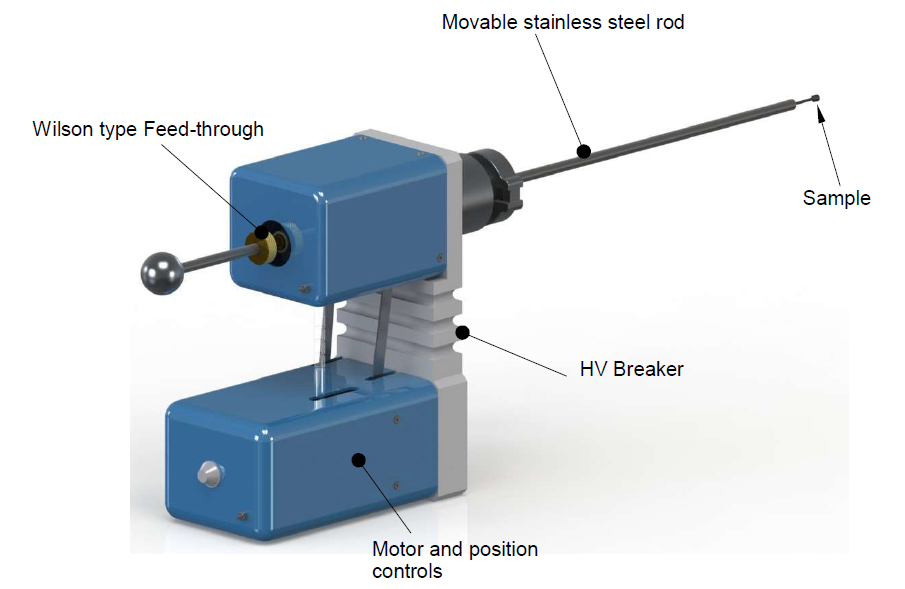 Movable stainless steel rod
Wilson type Feed-through
Sample
HV Breaker
Motor and position
controls